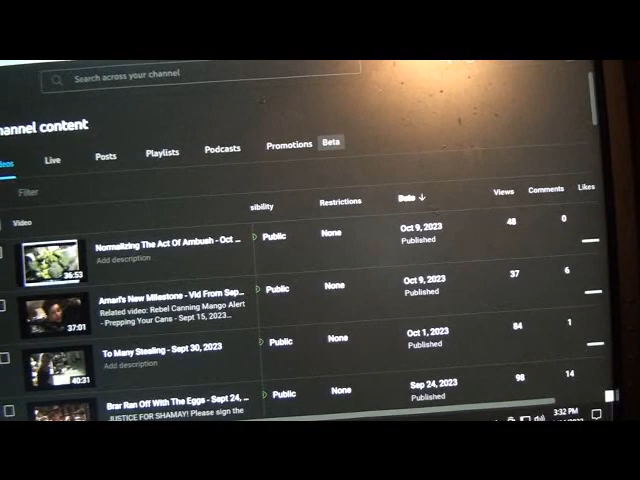 Search across your channel
hannel content
deos Live Posts Playlists Podcasts Promotions Beta
Filter
Video sibility Restrictions Date Views Comments Likes
Normalizing The Act Of Ambush - Oct ... Public None Oct 9, 2023 48 0
Add description Published
36:53
Amari's New Milestone - Vid From Sep... Public None Oct 9, 2023 37 6
Related video: Rebel Canning Mango Alert Published
- Prepping Your Cans - Sept 15, 2023...
37:01
To Many Stealing - Sept 30, 2023 Public None Oct 1, 2023 84 1
Add description Published
40:31
Brar Ran Off With The Eggs - Sept 24, ... Public None Sep 24, 2023 98 14
JUSTICE FOR SHAMAY! Please sign the Published
3:32 PM